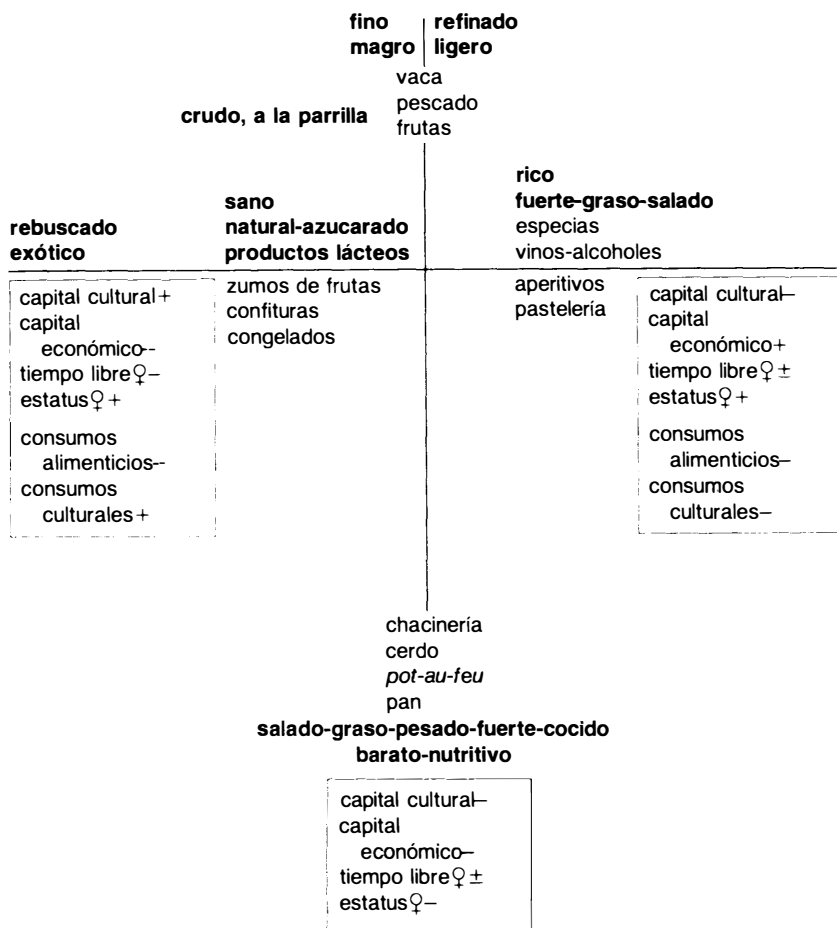 fino refinado
magro ligero
vaca
pescado
frutas
crudo, a la parrilla
rebuscado
exótico
sano
natural-azucarado
productos lácteos
rico
fuerte-graso-salado
especias
vinos-alcoholes
capital cultural+
capital
económico--
tiempo libre♀–
estatus♀+
consumos
alimenticios--
consumos
culturales+
zumos de frutas
confituras
congelados
aperitivos
pastelería
capital cultural–
capital
económico+
tiempo libre♀±
estatus♀+
consumos
alimenticios–
consumos
culturales–
chacinería
cerdo
pot-au-feu
pan
salado-graso-pesado-fuerte-cocido
barato-nutritivo
capital cultural–
capital
económico–
tiempo libre♀±
estatus♀–